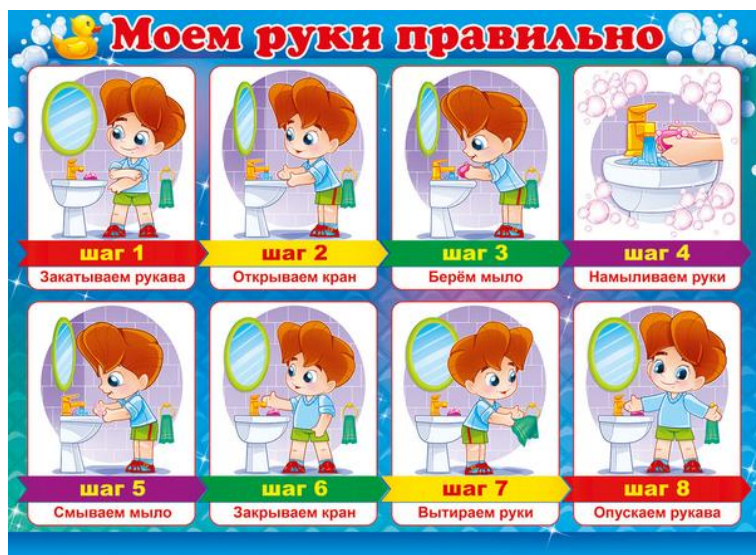 Моем руки правильно
шаг 1
Закатываем рукава
шаг 2
Открываем кран
шаг 3
Берём мыло
шаг 4
Намыливаем руки
шаг 5
Смываем мыло
шаг 6
Закрываем кран
шаг 7
Вытираем руки
шаг 8
Опускаем рукава